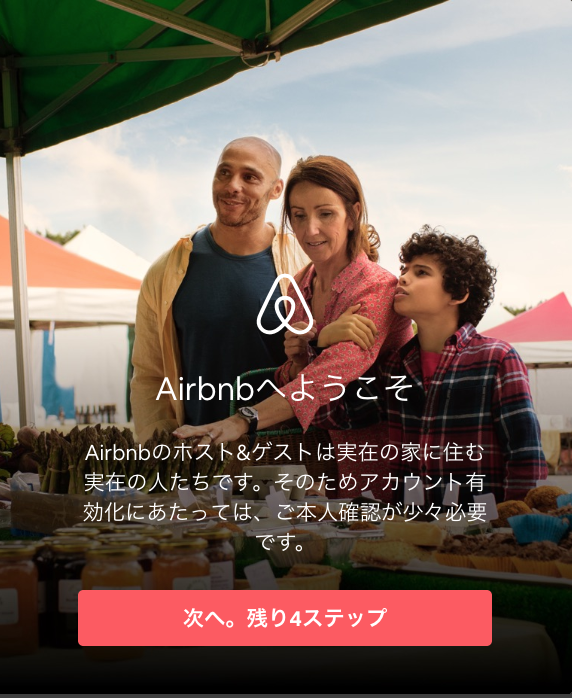 Airbnbへようこそ
Airbnbのホスト&ゲストは実在の家に住む
実在の人たちです。そのためアカウント有
効化にあたっては、ご本人確認が少々必要
です。
次へ。残り4ステップ